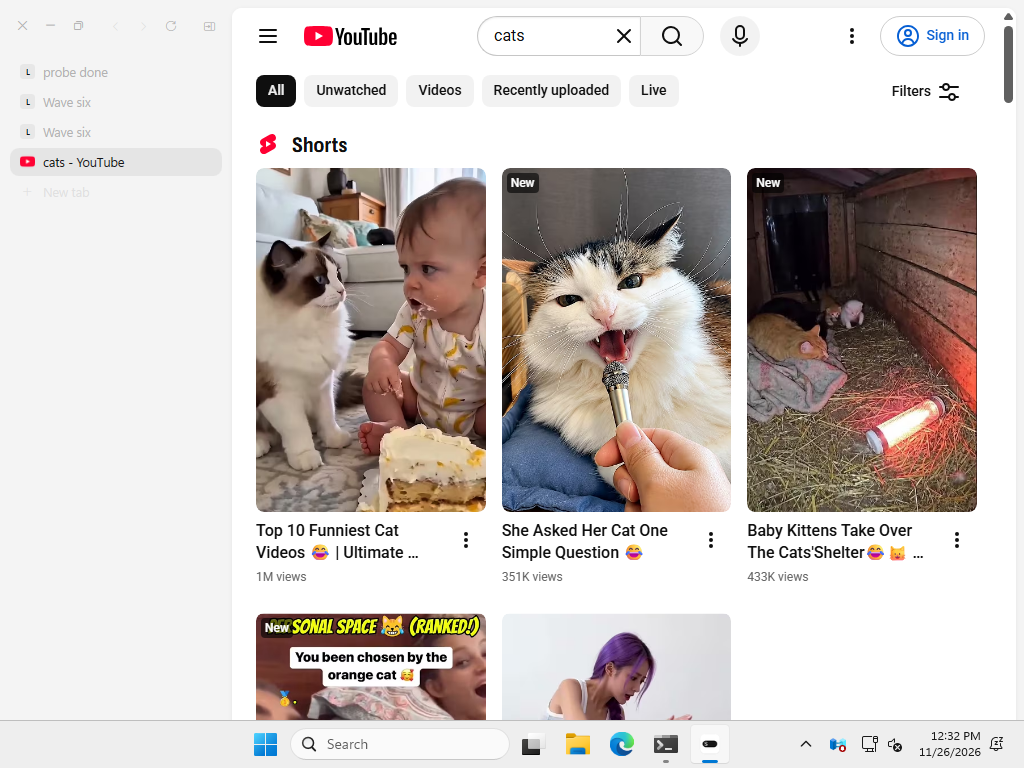 probe done
Wave six
Wave six
cats - YouTube
New tab
YouTube
cats
Sign in
All
Unwatched
Videos
Recently uploaded
Live
Filters
Shorts
New
New
Top 10 Funniest Cat
Videos 😂 | Ultimate ...
1M views
She Asked Her Cat One
Simple Question 😂
351K views
Baby Kittens Take Over
The Cats'Shelter😂 😹 ...
433K views
New
SONAL SPACE 😹 (RANKED!)
You been chosen by the
orange cat 🥰
Search
12:32 PM
11/26/2026